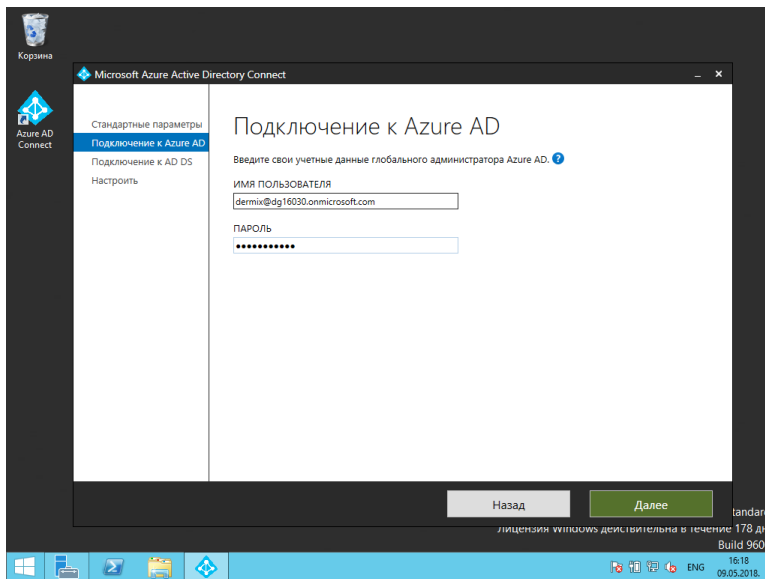 Корзина
Azure AD
Connect
Microsoft Azure Active Directory Connect
Стандартные параметры
Подключение к Azure AD
Подключение к AD DS
Настроить
Подключение к Azure AD
Введите свои учетные данные глобального администратора Azure AD. ?
ИМЯ ПОЛЬЗОВАТЕЛЯ
dermix@dg16030.onmicrosoft.com
ПАРОЛЬ
•••••••••••
Назад
Далее
Лицензия Windows действительна в течение 178
Build 960
ENG
16:18
09.05.2018.